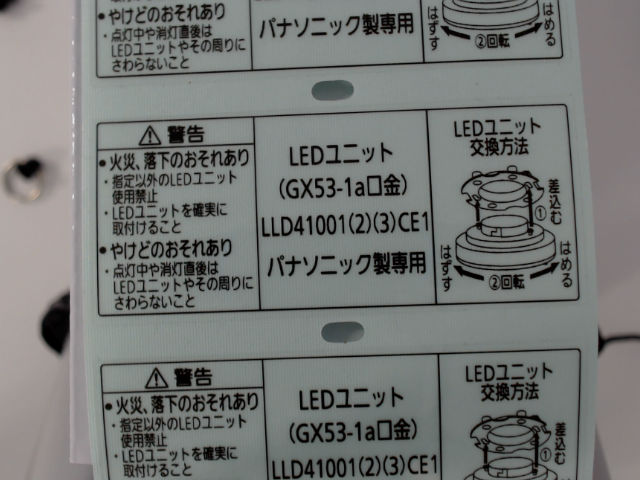 ● やけどのおそれあり
・点灯中や消灯直後は
LEDユニットやその周りに
さわらないこと
パナソニック製専用
はずす
②回転
はめる
⚠ 警告
● 火災、落下のおそれあり
・指定以外のLEDユニット
使用禁止
・LEDユニットを確実に
取付けること
● やけどのおそれあり
・点灯中や消灯直後は
LEDユニットやその周りに
さわらないこと
LEDユニット
(GX53-1a口金)
LLD41001(2)(3)CE1
パナソニック製専用
LEDユニット
交換方法
差込む
①
はずす
②回転
はめる
⚠ 警告
● 火災、落下のおそれあり
・指定以外のLEDユニット
使用禁止
・LEDユニットを確実に
取付けること
LEDユニット
(GX53-1a口金)
LLD41001(2)(3)CE1
LEDユニット
交換方法
差込む
①